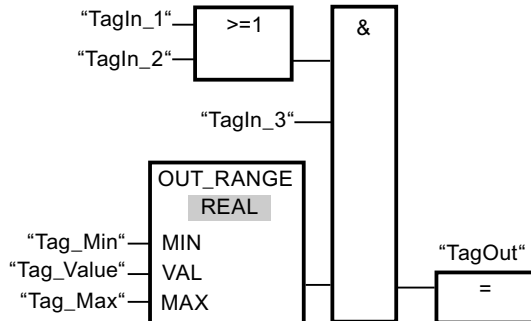 “TagIn_1“
>=1
&
“TagIn_2“
“TagIn_3“
OUT_RANGE
REAL
“Tag_Min“ MIN
“TagOut“
“Tag_Value“ VAL
=
“Tag_Max“ MAX